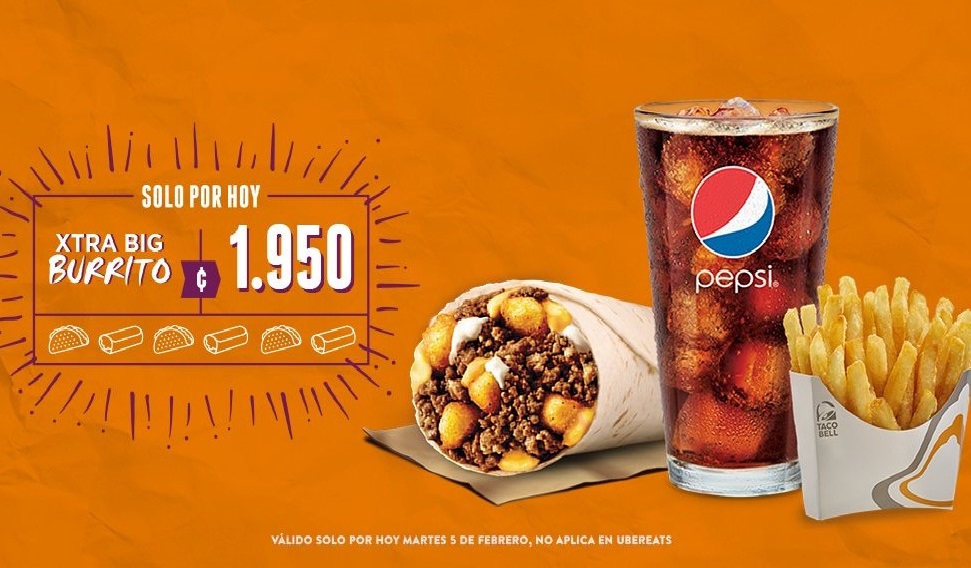 SOLO POR HOY
XTRA BIG
BURRITO
₡ 1.950
pepsi
TACO
BELL
VÁLIDO SOLO POR HOY MARTES 5 DE FEBRERO, NO APLICA EN UBEREATS